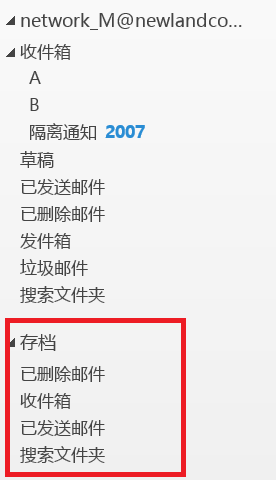 network_M@newlandco...
收件箱
A
B
隔离通知 2007
草稿
已发送邮件
已删除邮件
发件箱
垃圾邮件
搜索文件夹
存档
已删除邮件
收件箱
已发送邮件
搜索文件夹